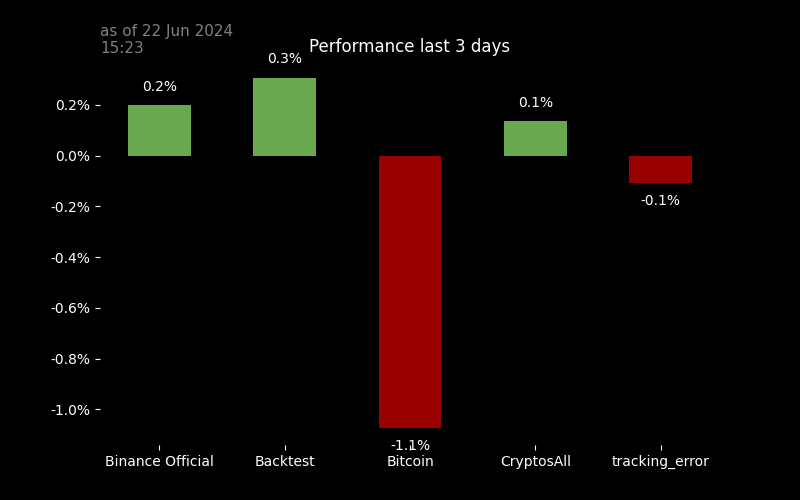 as of 22 Jun 2024
15:23
Performance last 3 days
0.2%
0.3%
0.1%
-0.1%
-1.1%
0.2%
0.0%
-0.2%
-0.4%
-0.6%
-0.8%
-1.0%
Binance Official
Backtest
Bitcoin
CryptosAll
tracking_error